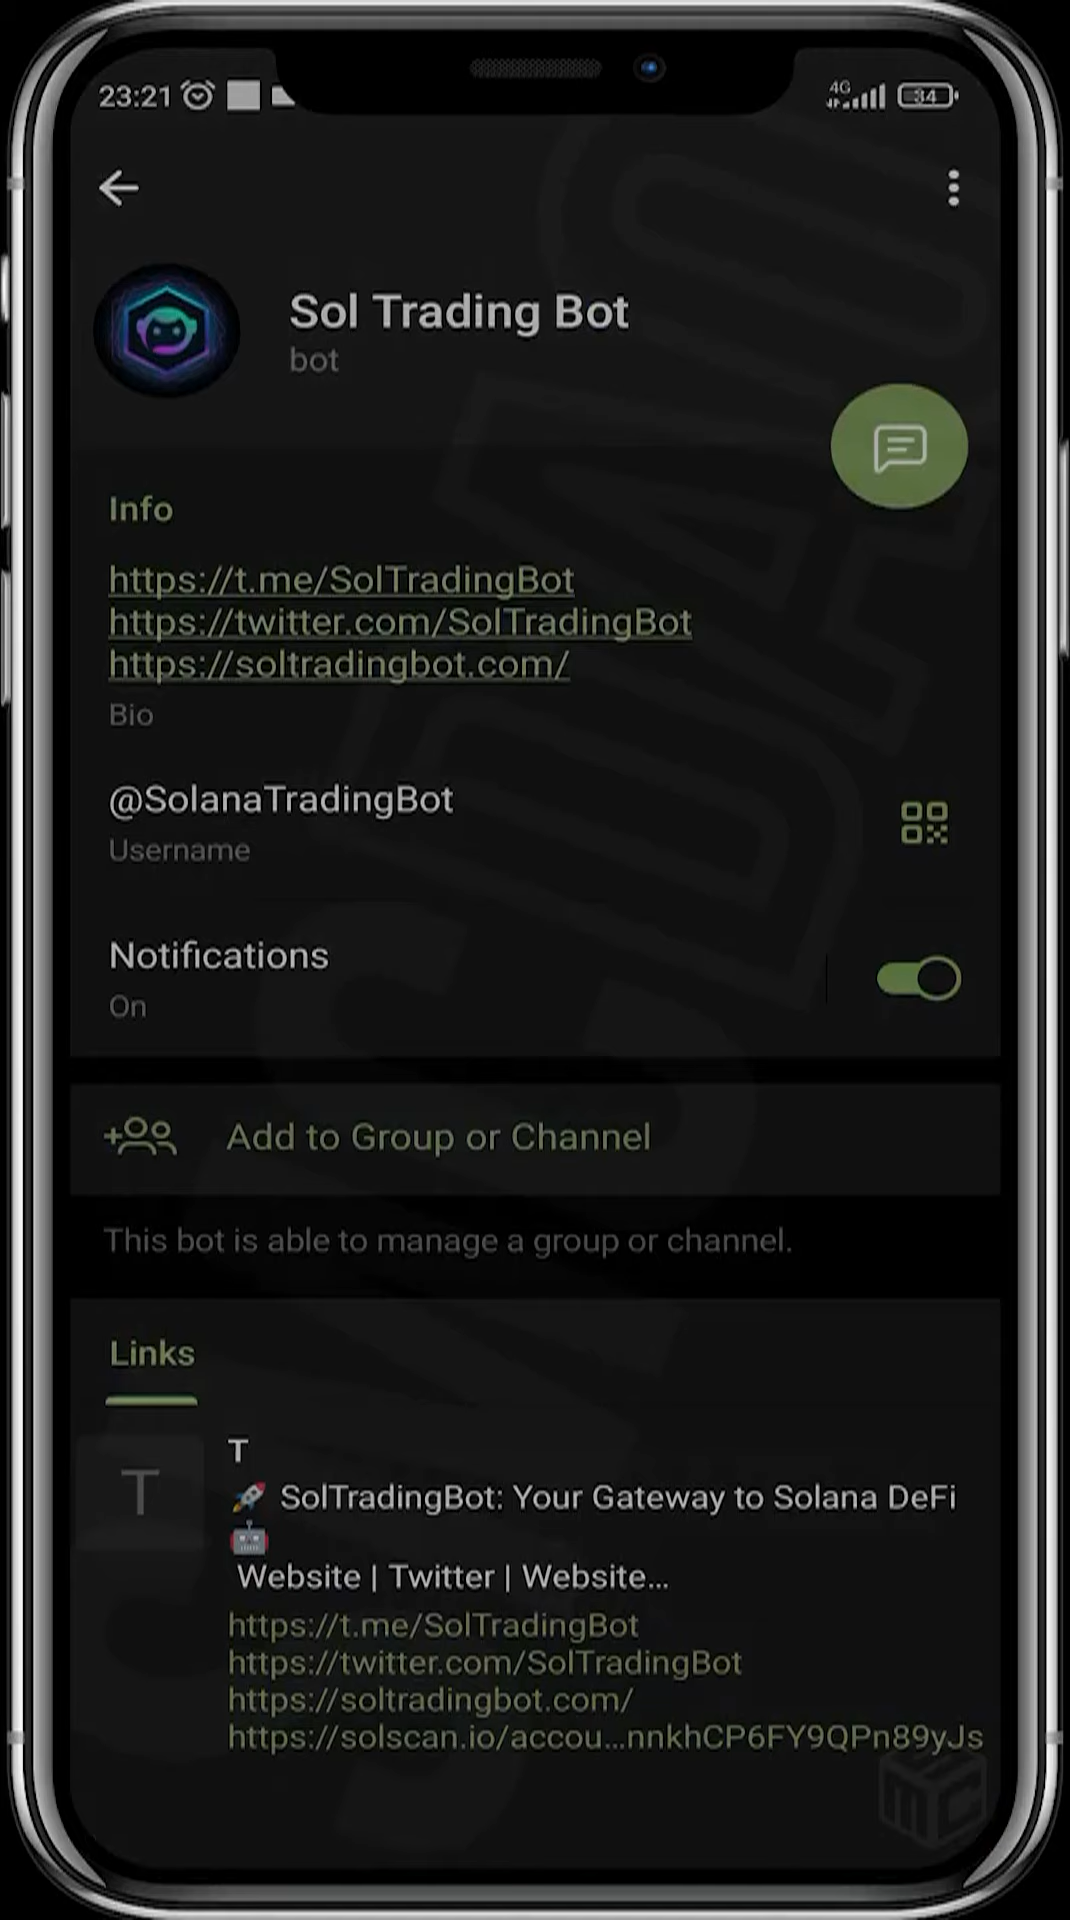 23:21
4G
34
Sol Trading Bot
bot
Info
https://t.me/SolTradingBot
https://twitter.com/SolTradingBot
https://soltradingbot.com/
Bio
@SolanaTradingBot
Username
Notifications
On
Add to Group or Channel
This bot is able to manage a group or channel.
Links
T
T
🚀 SolTradingBot: Your Gateway to Solana DeFi
🤖
Website | Twitter | Website...
https://t.me/SolTradingBot
https://twitter.com/SolTradingBot
https://soltradingbot.com/
https://solscan.io/accou...nnkhCP6FY9QPn89yJs
MC